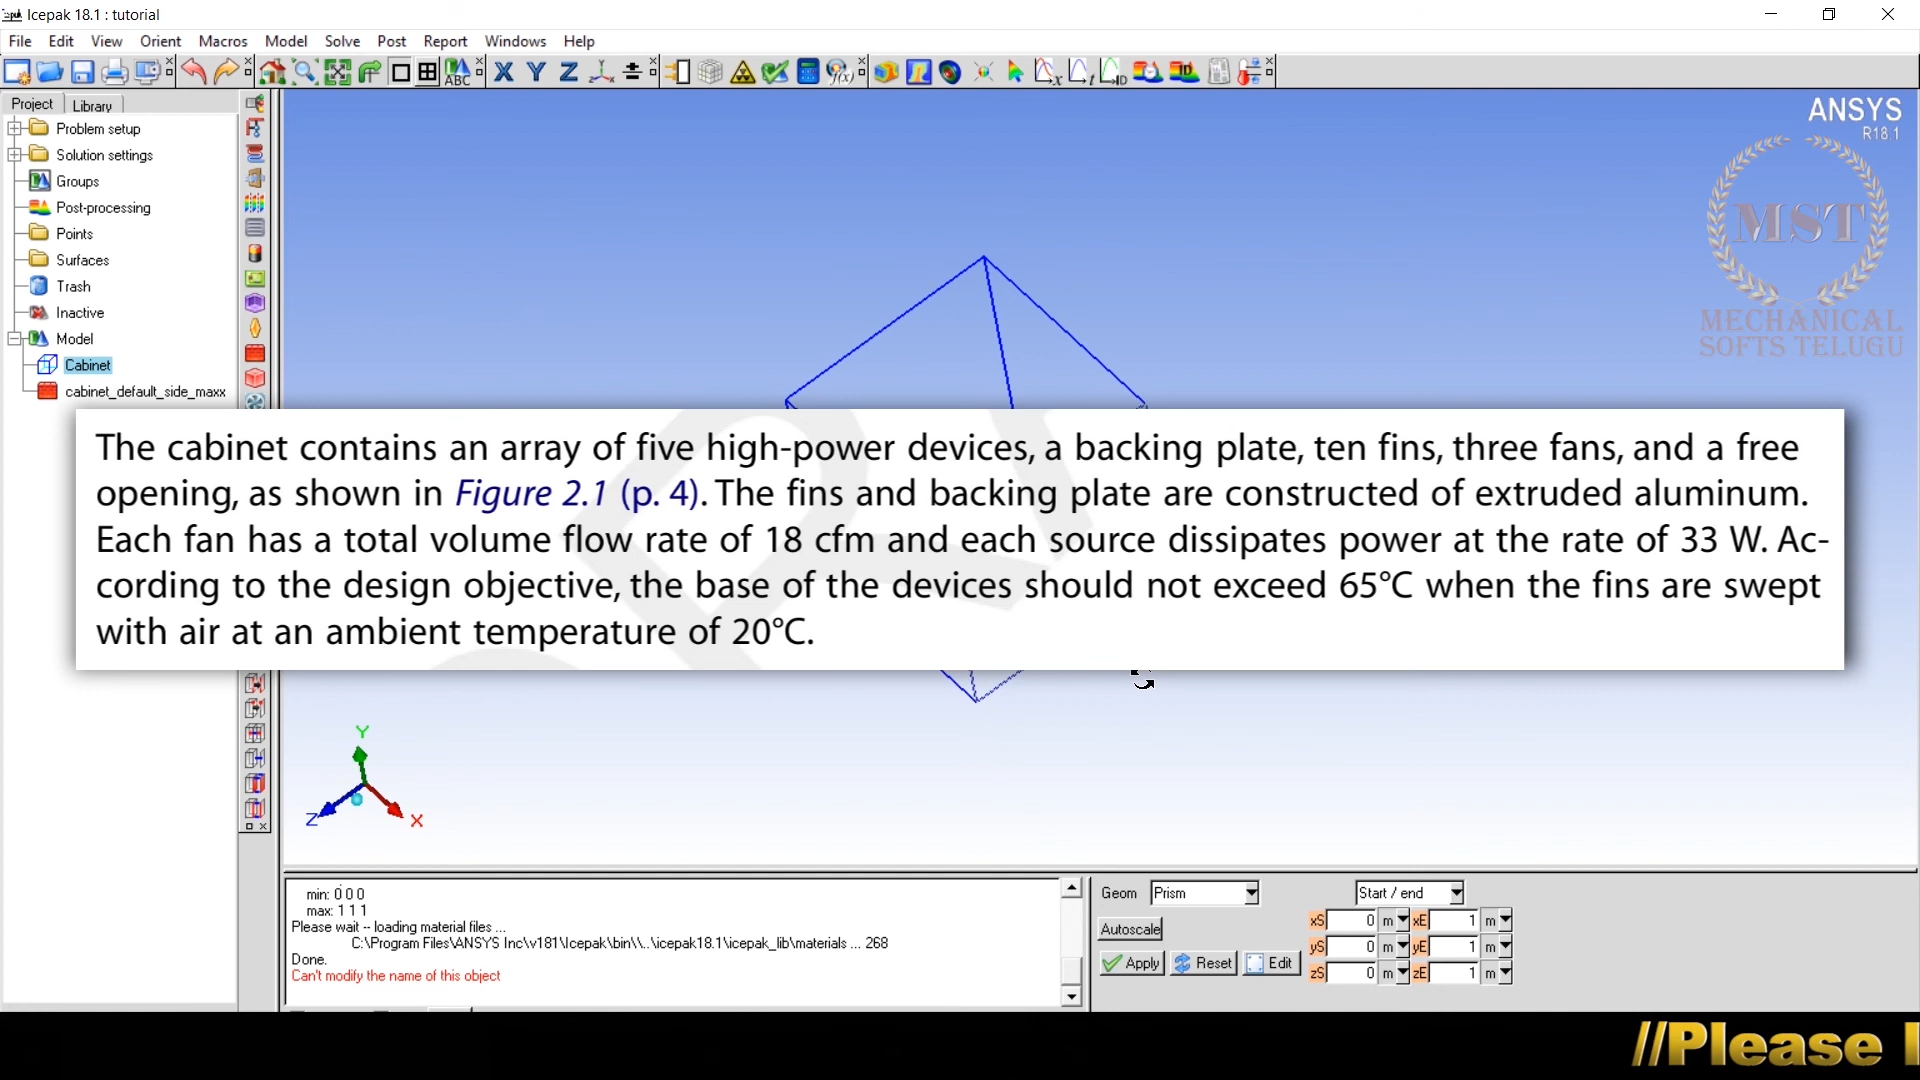 Icepak 18.1 : tutorial
File Edit View Orient Macros Model Solve Post Report Windows Help
ABC X Y Z
Project Library
Problem setup
Solution settings
Groups
Post-processing
Points
Surfaces
Trash
Inactive
Model
Cabinet
cabinet_default_side_maxx
ANSYS
R18.1
MST
MECHANICAL
SOFTS TELUGU
The cabinet contains an array of five high-power devices, a backing plate, ten fins, three fans, and a free
opening, as shown in Figure 2.1 (p. 4). The fins and backing plate are constructed of extruded aluminum.
Each fan has a total volume flow rate of 18 cfm and each source dissipates power at the rate of 33 W. Ac-
cording to the design objective, the base of the devices should not exceed 65°C when the fins are swept
with air at an ambient temperature of 20°C.
Y
Z
X
min: 0 0 0
max: 1 1 1
Please wait -- loading material files ...
C:\Program Files\ANSYS Inc\v181\Icepak\bin\\..\icepak18.1\icepak_lib\materials ... 268
Done.
Can't modify the name of this object
Geom Prism Start / end
Autoscale
Apply Reset Edit
xS 0 m xE 1 m
yS 0 m yE 1 m
zS 0 m zE 1 m
//Please